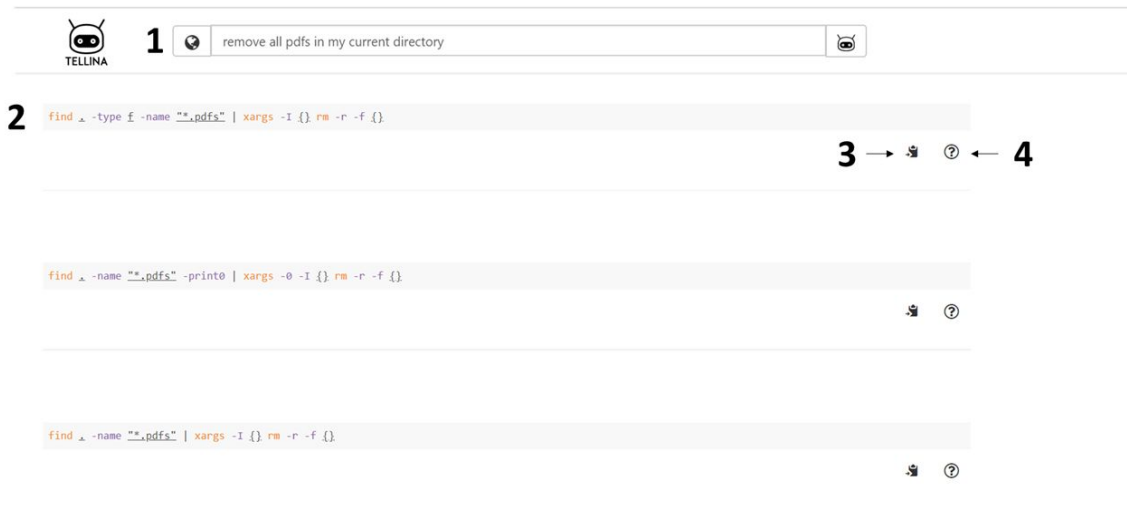 1
remove all pdfs in my current directory
TELLINA
2
find . -type f -name "*.pdfs" | xargs -I {} rm -r -f {}
3
4
find . -name "*.pdfs" -print0 | xargs -0 -I {} rm -r -f {}
find . -name "*.pdfs" | xargs -I {} rm -r -f {}